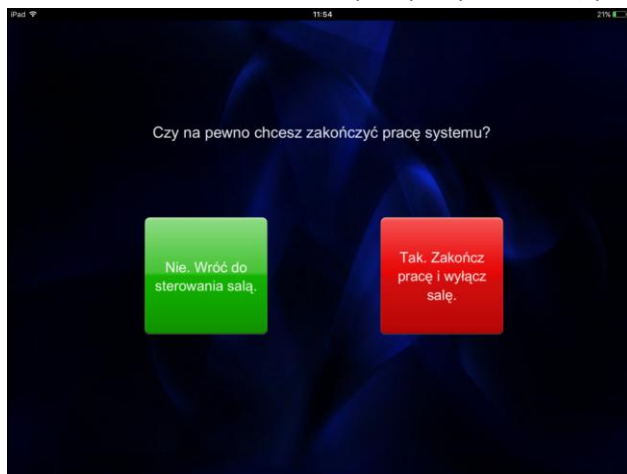 iPad 11:54 21%
Czy na pewno chcesz zakończyć pracę systemu?
Nie. Wróć do
sterowania salą.
Tak. Zakończ
pracę i wyłącz
salę.